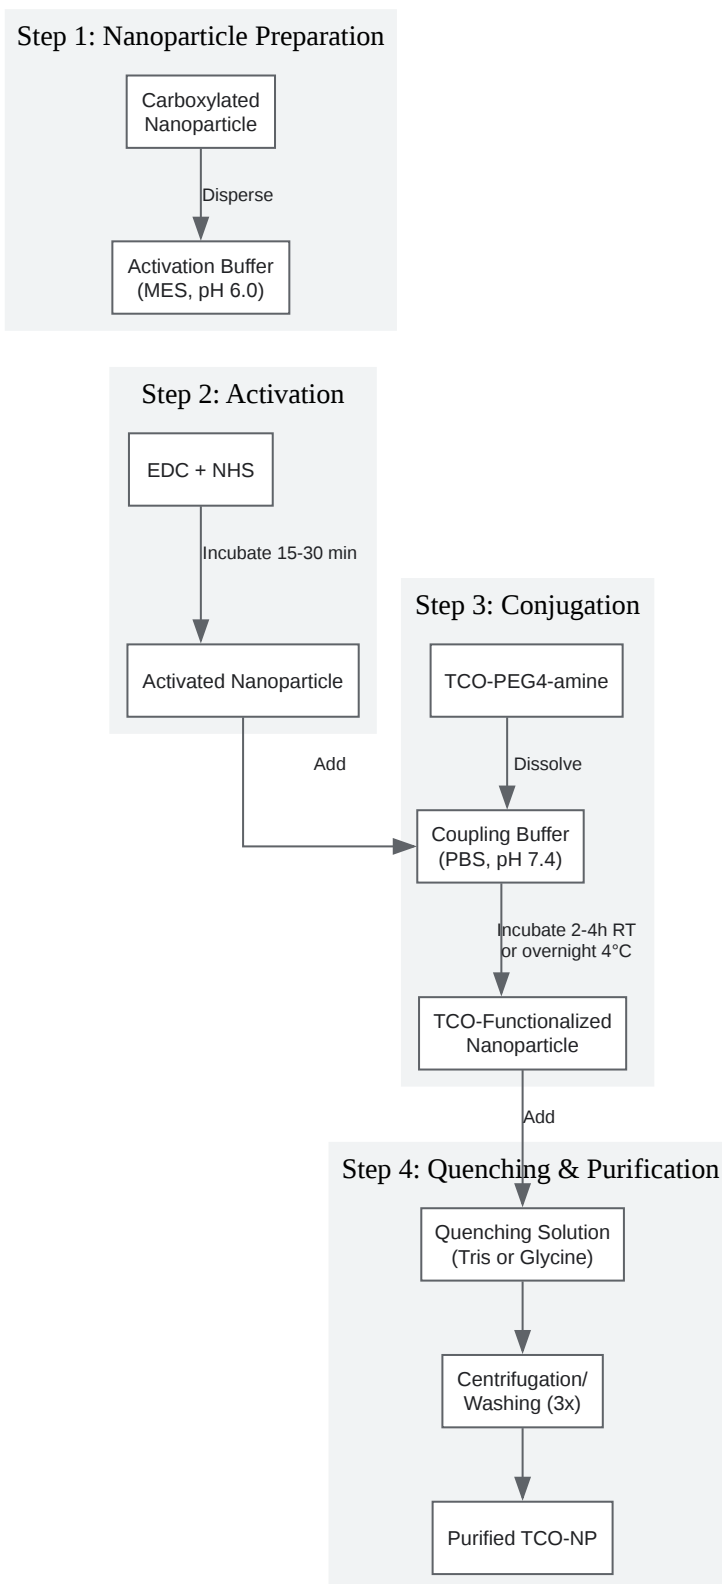 Step 1: Nanoparticle Preparation
Carboxylated
Nanoparticle
Disperse
Activation Buffer
(MES, pH 6.0)
Step 2: Activation
EDC + NHS
Incubate 15-30 min
Activated Nanoparticle
Add
Step 3: Conjugation
TCO-PEG4-amine
Dissolve
Coupling Buffer
(PBS, pH 7.4)
Incubate 2-4h RT
or overnight 4°C
TCO-Functionalized
Nanoparticle
Add
Step 4: Quenching & Purification
Quenching Solution
(Tris or Glycine)
Centrifugation/
Washing (3x)
Purified TCO-NP